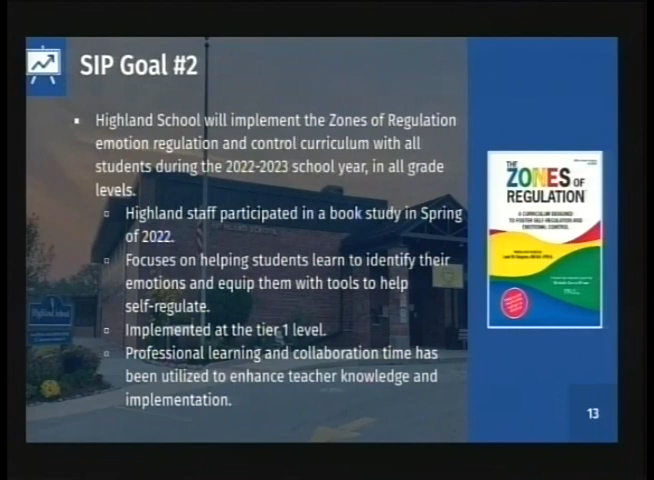 SIP Goal #2
▪ Highland School will implement the Zones of Regulation
emotion regulation and control curriculum with all
students during the 2022-2023 school year, in all grade
levels.
▫ Highland staff participated in a book study in Spring
of 2022.
▫ Focuses on helping students learn to identify their
emotions and equip them with tools to help
self-regulate.
▫ Implemented at the tier 1 level.
▫ Professional learning and collaboration time has
been utilized to enhance teacher knowledge and
implementation.
THE
ZONES OF
REGULATION
A CURRICULUM DESIGNED
TO FOSTER SELF-REGULATION AND
EMOTIONAL CONTROL
HIGHLAND SCHOOL
Highland School
13